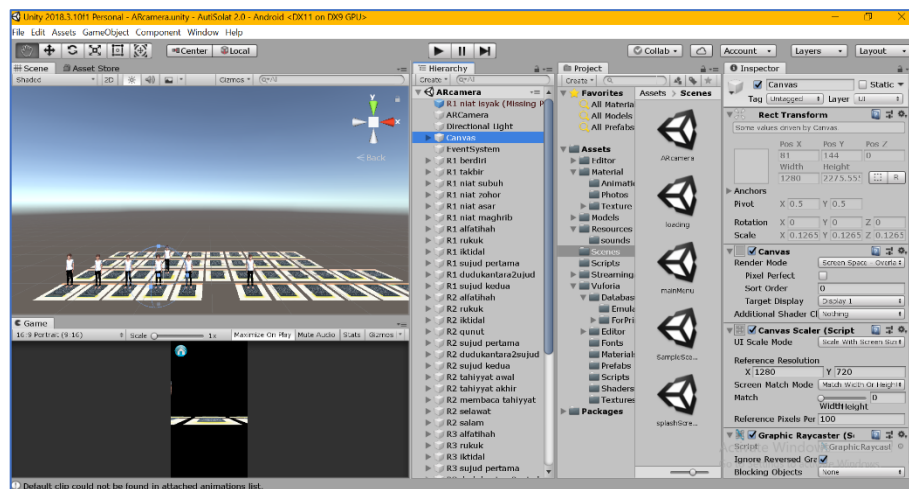 Unity 2018.3.10f1 Personal - ARcamera.unity - AutiSolat 2.0 - Android <DX11 on DX9 GPU>
File Edit Assets GameObject Component Window Help
Center Local Collab Account Layers Layout
Scene Asset Store
Shaded 2D Gizmos All
y
x
Back
Game
16:9 Portrait (9:16) Scale 1x Maximize On Play Mute Audio Stats Gizmos
Hierarchy
Create All
ARcamera
R1 niat isyak (Missing P
ARCamera
Directional Light
Canvas
EventSystem
R1 berdiri
R1 takbir
R1 niat subuh
R1 niat zohor
R1 niat asar
R1 niat maghrib
R1 alfatihah
R1 rukuk
R1 iktidal
R1 sujud pertama
R1 dudukantara2sujud
R1 sujud kedua
R2 alfatihah
R2 rukuk
R2 iktidal
R2 qunut
R2 sujud pertama
R2 dudukantara2sujud
R2 sujud kedua
R2 tahiyyat awal
R2 tahiyyat akhir
R2 membaca tahiyyat
R2 selawat
R2 salam
R3 alfatihah
R3 rukuk
R3 iktidal
R3 sujud pertama
Project
Create
Favorites
All Materia
All Models
All Prefabs
Assets
Editor
Material
Animati
Photos
Texture
Models
Resources
sounds
Scenes
Scripts
Streaming
Vuforia
Databas
Emula
ForPri
Editor
Fonts
Material
Prefabs
Scripts
Shaders
Textures
Packages
Assets Scenes
ARcamera
loading
mainMenu
SampleSce...
splashScre...
Inspector
Canvas Static
Tag Untagged Layer UI
Rect Transform
Some values driven by Canvas.
Pos X Pos Y Pos Z
81 144 0
Width Height
1280 2275.555 R
Anchors
Pivot X 0.5 Y 0.5
Rotation X 0 Y 0 Z 0
Scale X 0.1265 Y 0.1265 Z 0.1265
Canvas
Render Mode Screen Space - Overla
Pixel Perfect
Sort Order 0
Target Display Display 1
Additional Shader Cl Nothing
Canvas Scaler (Script
UI Scale Mode Scale With Screen Size
Reference Resolution
X 1280 Y 720
Screen Match Mode Match Width Or Height
Match 0
Width Height
Reference Pixels Per 100
Graphic Raycaster (S
Script GraphicRaycast
Ignore Reversed Gra
Blocking Objects None
Default clip could not be found in attached animations list.